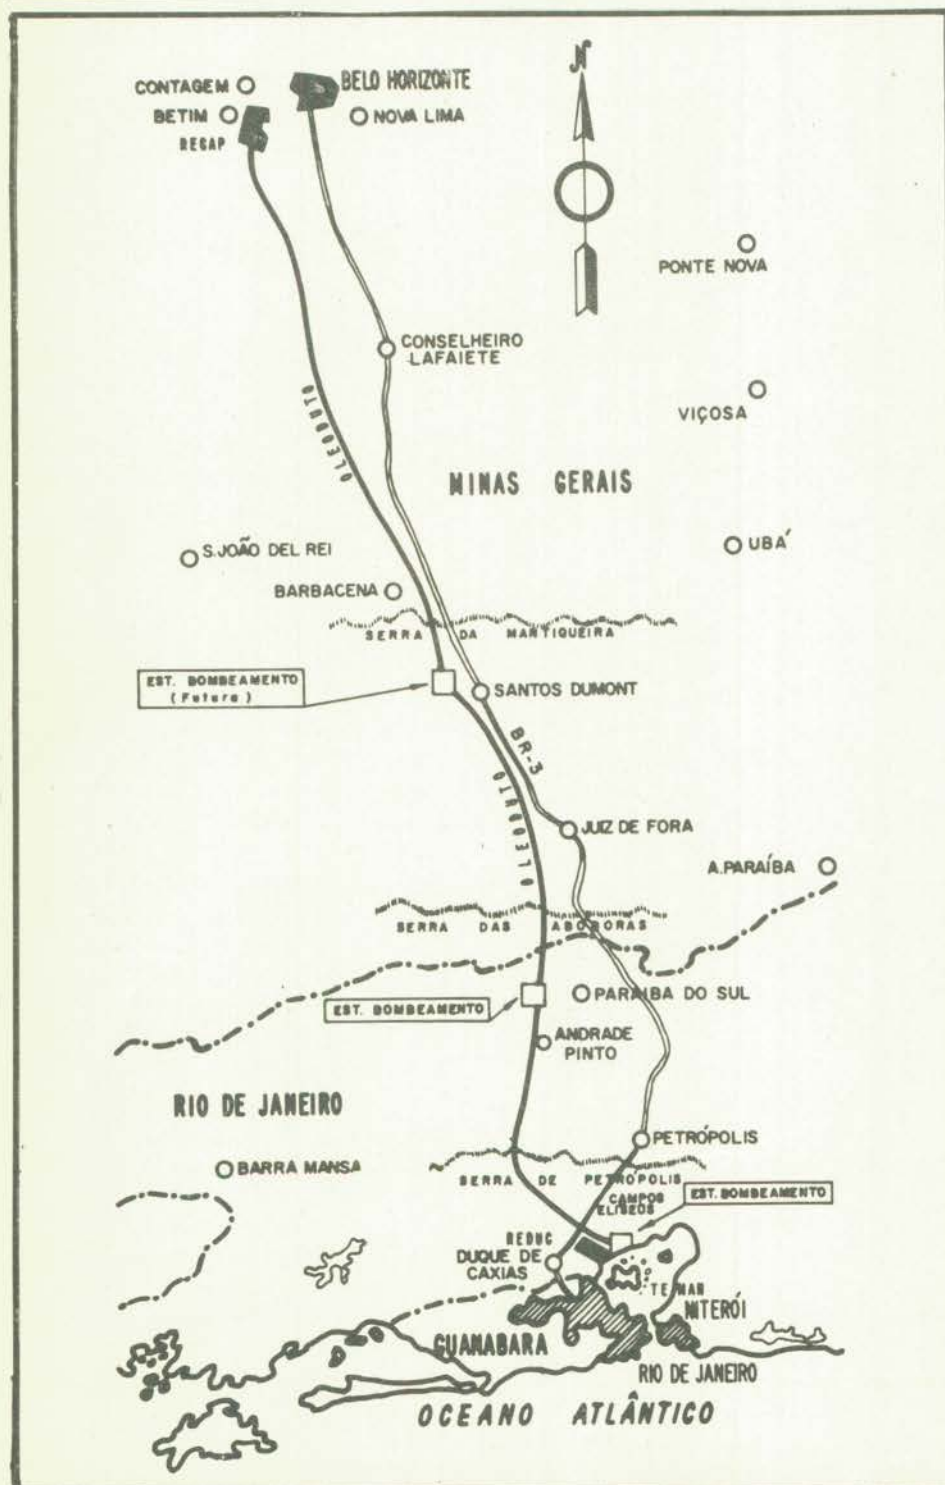 N
CONTAGEM
BELO HORIZONTE
BETIM
NOVA LIMA
REGAP
PONTE NOVA
CONSELHEIRO
LAFAIETE
OLEODUTO
VIÇOSA
MINAS GERAIS
S.JOÃO DEL REI
UBÁ
BARBACENA
SERRA DA MANTIQUEIRA
EST. BOMBEAMENTO
(Futura)
SANTOS DUMONT
BR-3
OLEODUTO
JUIZ DE FORA
A.PARAÍBA
SERRA DAS ABOBORAS
EST. BOMBEAMENTO
PARAIBA DO SUL
ANDRADE
PINTO
RIO DE JANEIRO
PETRÓPOLIS
BARRA MANSA
SERRA DE PETRÓPOLIS
CAMPOS
ELISEOS
EST. BOMBEAMENTO
REDUC
DUQUE DE
CAXIAS
NITERÓI
GUANABARA
RIO DE JANEIRO
OCEANO ATLÂNTICO